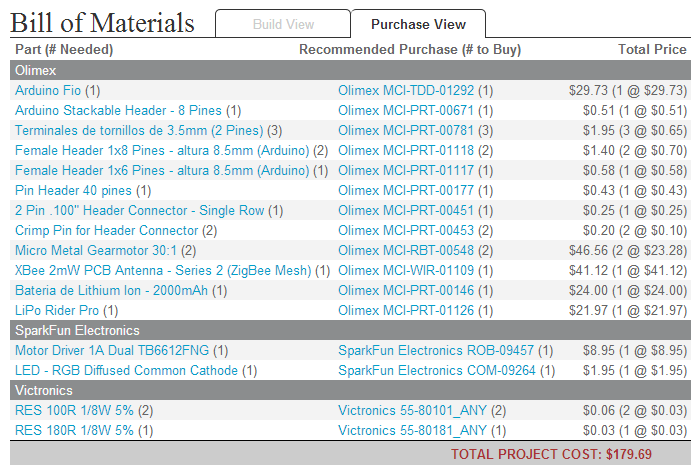 Bill of Materials Build View Purchase View
Part (# Needed) Recommended Purchase (# to Buy) Total Price
Olimex
Arduino Fio (1) Olimex MCI-TDD-01292 (1) $29.73 (1 @ $29.73)
Arduino Stackable Header - 8 Pines (1) Olimex MCI-PRT-00671 (1) $0.51 (1 @ $0.51)
Terminales de tornillos de 3.5mm (2 Pines) (3) Olimex MCI-PRT-00781 (3) $1.95 (3 @ $0.65)
Female Header 1x8 Pines - altura 8.5mm (Arduino) (2) Olimex MCI-PRT-01118 (2) $1.40 (2 @ $0.70)
Female Header 1x6 Pines - altura 8.5mm (Arduino) (1) Olimex MCI-PRT-01117 (1) $0.58 (1 @ $0.58)
Pin Header 40 pines (1) Olimex MCI-PRT-00177 (1) $0.43 (1 @ $0.43)
2 Pin .100" Header Connector - Single Row (1) Olimex MCI-PRT-00451 (1) $0.25 (1 @ $0.25)
Crimp Pin for Header Connector (2) Olimex MCI-PRT-00453 (2) $0.20 (2 @ $0.10)
Micro Metal Gearmotor 30:1 (2) Olimex MCI-RBT-00548 (2) $46.56 (2 @ $23.28)
XBee 2mW PCB Antenna - Series 2 (ZigBee Mesh) (1) Olimex MCI-WIR-01109 (1) $41.12 (1 @ $41.12)
Bateria de Lithium Ion - 2000mAh (1) Olimex MCI-PRT-00146 (1) $24.00 (1 @ $24.00)
LiPo Rider Pro (1) Olimex MCI-PRT-01126 (1) $21.97 (1 @ $21.97)
SparkFun Electronics
Motor Driver 1A Dual TB6612FNG (1) SparkFun Electronics ROB-09457 (1) $8.95 (1 @ $8.95)
LED - RGB Diffused Common Cathode (1) SparkFun Electronics COM-09264 (1) $1.95 (1 @ $1.95)
Victronics
RES 100R 1/8W 5% (2) Victronics 55-80101_ANY (2) $0.06 (2 @ $0.03)
RES 180R 1/8W 5% (1) Victronics 55-80181_ANY (1) $0.03 (1 @ $0.03)
TOTAL PROJECT COST: $179.69